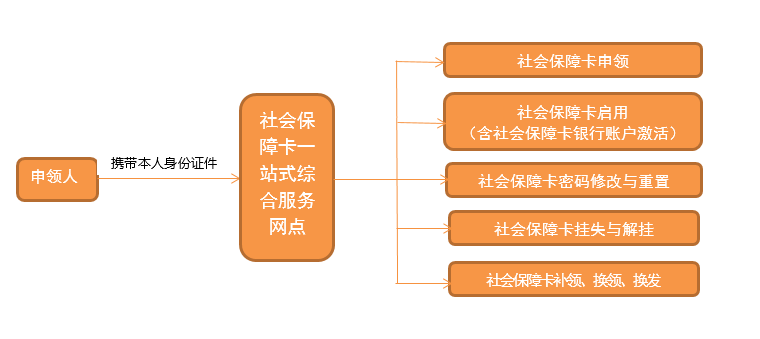 申领人
携带本人身份证件
社会保
障卡一
站式综
合服务
网点
社会保障卡申领
社会保障卡启用
（含社会保障卡银行账户激活）
社会保障卡密码修改与重置
社会保障卡挂失与解挂
社会保障卡补领、换领、换发